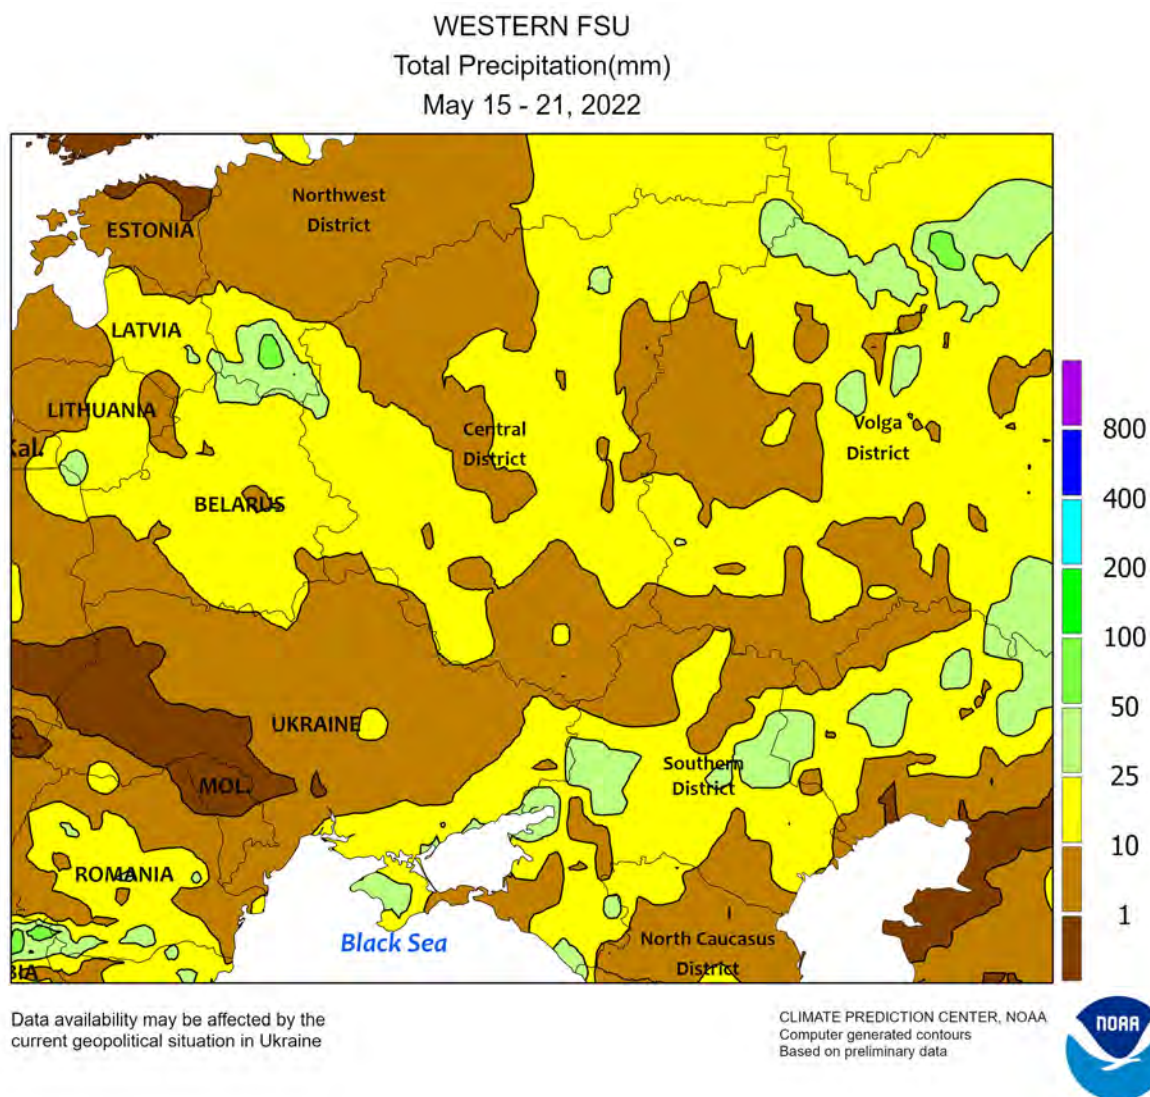 WESTERN FSU
Total Precipitation(mm)
May 15 - 21, 2022
Northwest
District
ESTONIA
LATVIA
LITHUANIA
Kal.
Central
District
Volga
District
BELARUS
UKRAINE
MOL.
Southern
District
ROMANIA
Black Sea
North Caucasus
District
BIA
800
400
200
100
50
25
10
1
Data availability may be affected by the
current geopolitical situation in Ukraine
CLIMATE PREDICTION CENTER, NOAA
Computer generated contours
Based on preliminary data
NOAA